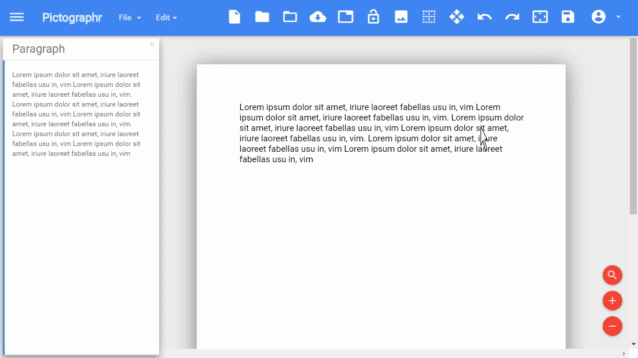 Pictographr File Edit
Paragraph
Lorem ipsum dolor sit amet, iriure laoreet
fabellas usu in, vim Lorem ipsum dolor sit
amet, iriure laoreet fabellas usu in, vim.
Lorem ipsum dolor sit amet, iriure laoreet
fabellas usu in, vim Lorem ipsum dolor sit
amet, iriure laoreet fabellas usu in, vim.
Lorem ipsum dolor sit amet, iriure laoreet
fabellas usu in, vim Lorem ipsum dolor sit
amet, iriure laoreet fabellas usu in, vim
Lorem ipsum dolor sit amet, iriure laoreet fabellas usu in, vim Lorem
ipsum dolor sit amet, iriure laoreet fabellas usu in, vim. Lorem ipsum dolor
sit amet, iriure laoreet fabellas usu in, vim Lorem ipsum dolor sit amet,
iriure laoreet fabellas usu in, vim. Lorem ipsum dolor sit amet, iriure
laoreet fabellas usu in, vim Lorem ipsum dolor sit amet, iriure laoreet
fabellas usu in, vim